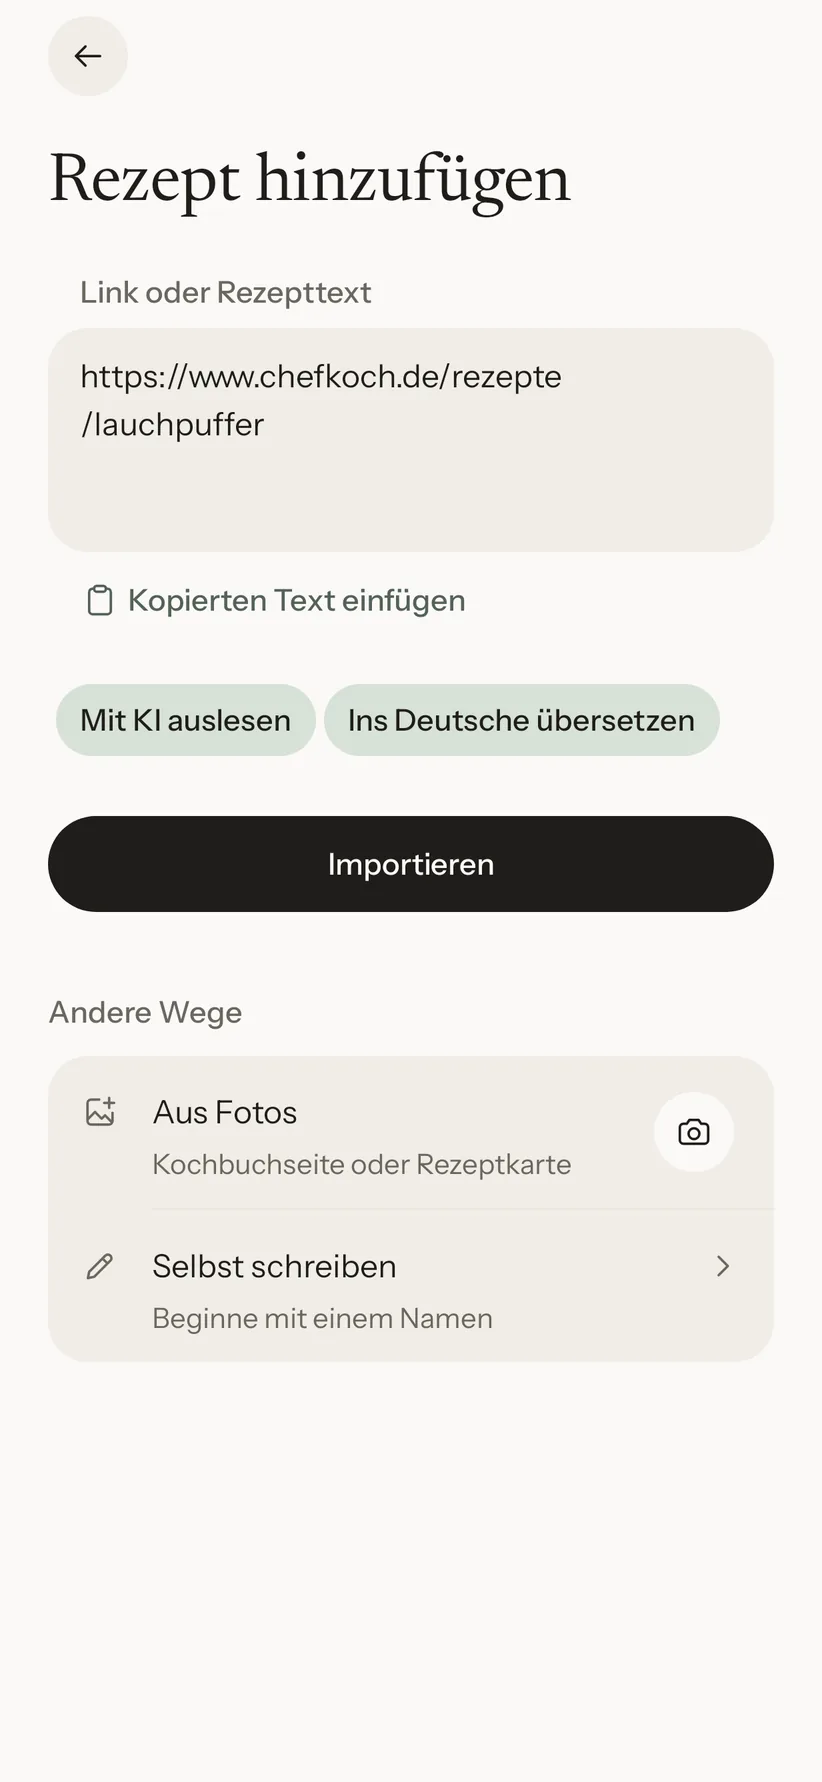 Rezept hinzufügen
Link oder Rezepttext
https://www.chefkoch.de/rezepte
/lauchpuffer
Kopierten Text einfügen
Mit KI auslesen
Ins Deutsche übersetzen
Importieren
Andere Wege
Aus Fotos
Kochbuchseite oder Rezeptkarte
Selbst schreiben
Beginne mit einem Namen